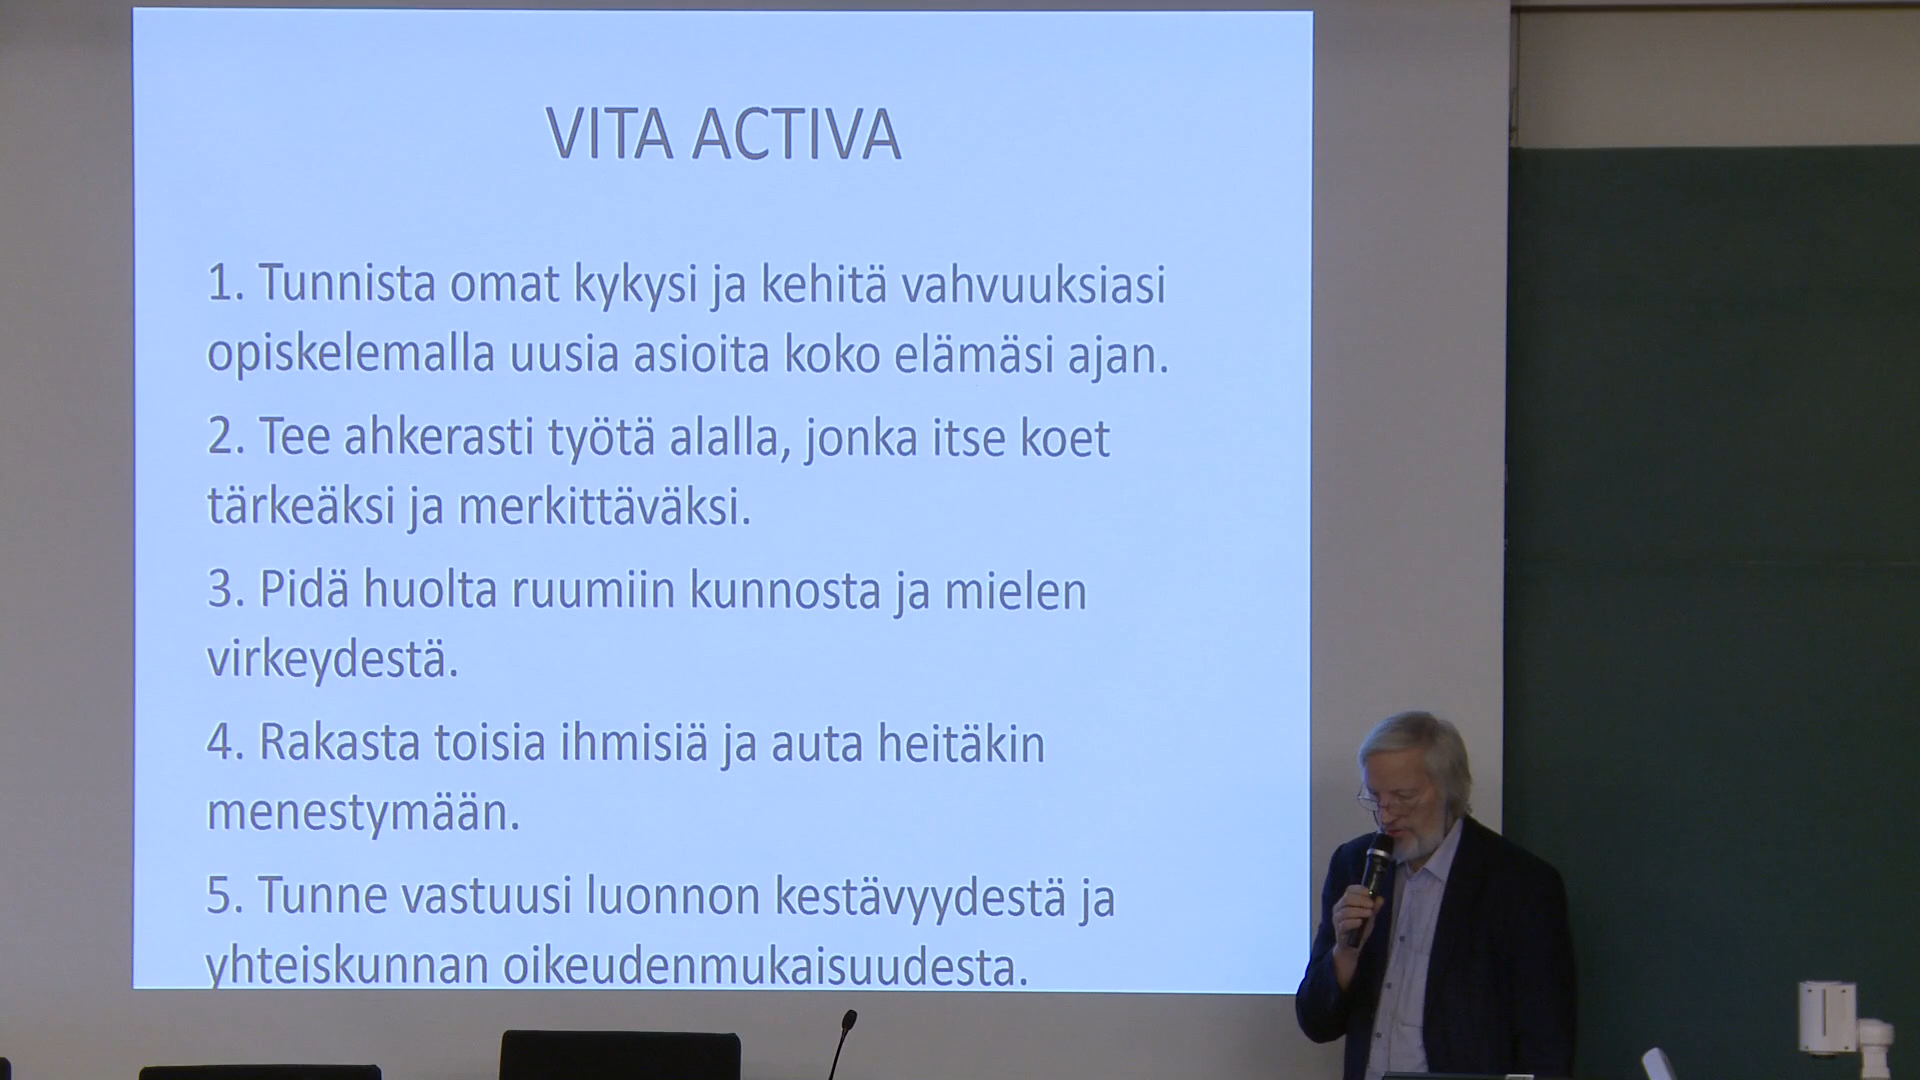 VITA ACTIVA
1. Tunnista omat kykysi ja kehitä vahvuuksiasi
opiskelemalla uusia asioita koko elämäsi ajan.
2. Tee ahkerasti työtä alalla, jonka itse koet
tärkeäksi ja merkittäväksi.
3. Pidä huolta ruumiin kunnosta ja mielen
virkeydestä.
4. Rakasta toisia ihmisiä ja auta heitäkin
menestymään.
5. Tunne vastuusi luonnon kestävyydestä ja
yhteiskunnan oikeudenmukaisuudesta.